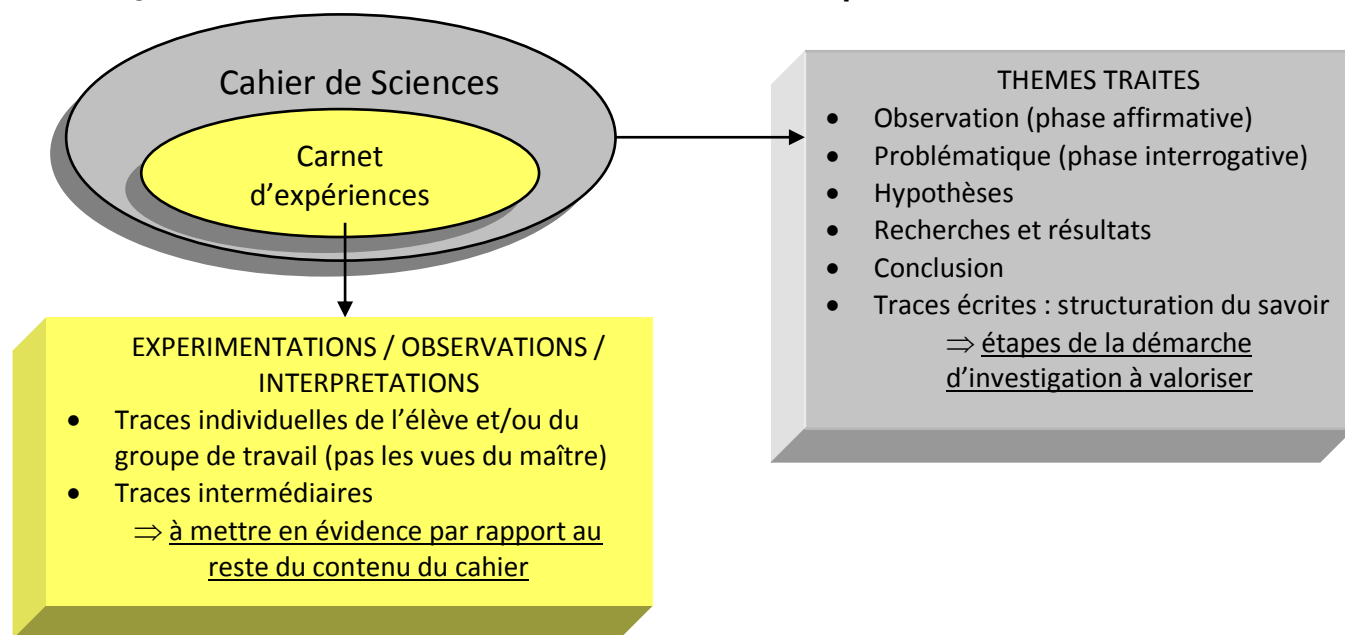 Cahier de Sciences
Carnet
d'expériences
THEMES TRAITES
• Observation (phase affirmative)
• Problématique (phase interrogative)
• Hypothèses
• Recherches et résultats
• Conclusion
• Traces écrites : structuration du savoir
⇒ étapes de la démarche
d'investigation à valoriser
EXPERIMENTATIONS / OBSERVATIONS /
INTERPRETATIONS
• Traces individuelles de l'élève et/ou du
groupe de travail (pas les vues du maître)
• Traces intermédiaires
⇒ à mettre en évidence par rapport au
reste du contenu du cahier